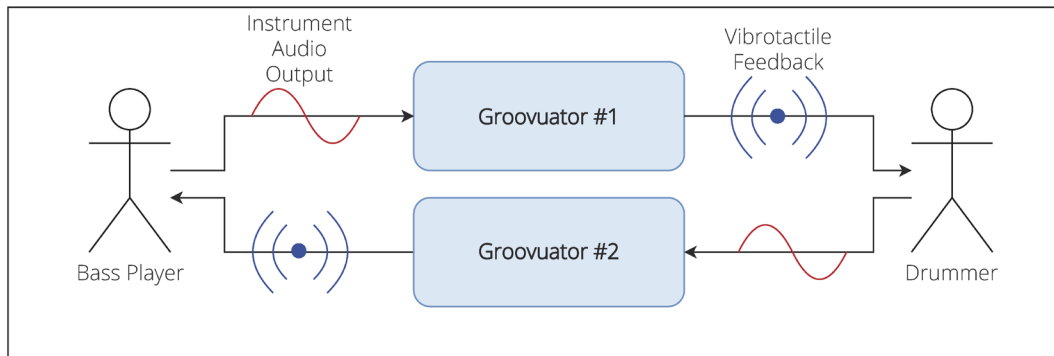 Instrument
Audio
Output
Vibrotactile
Feedback
Groovuator #1
Groovuator #2
Bass Player
Drummer